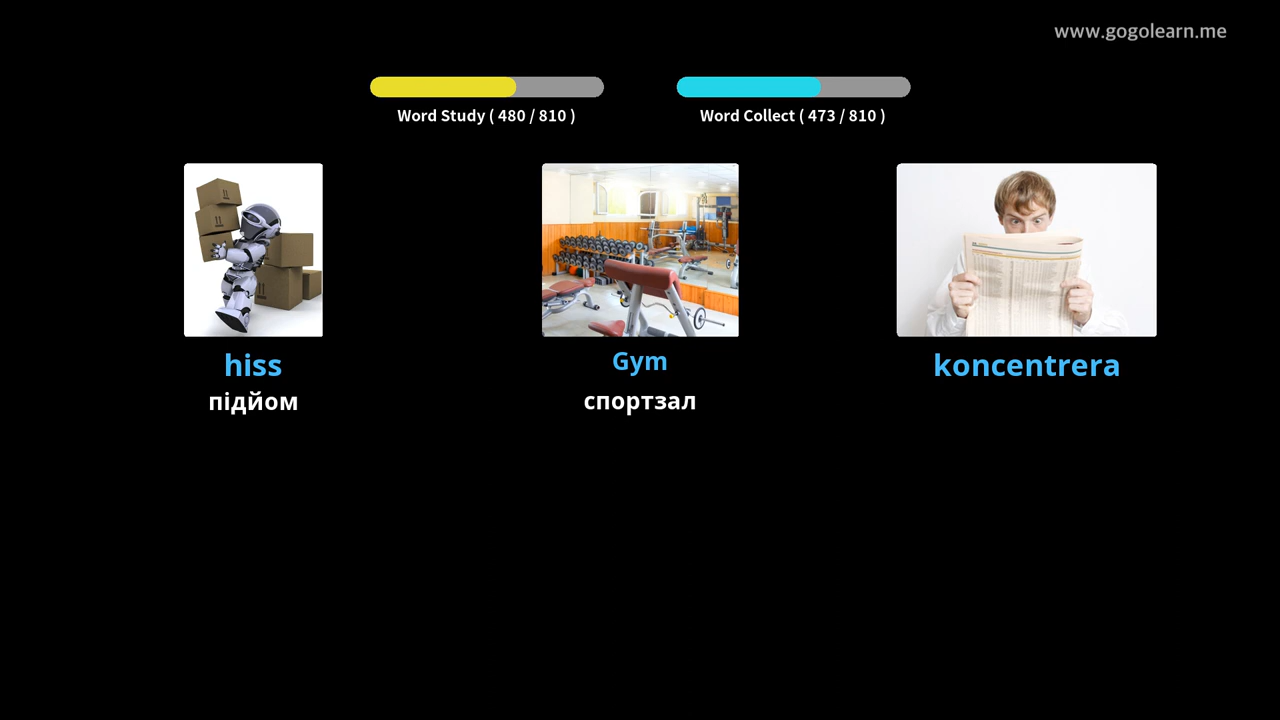 www.gogolearn.me
Word Study ( 480 / 810 )
Word Collect ( 473 / 810 )
hiss
підйом
Gym
спортзал
koncentrera